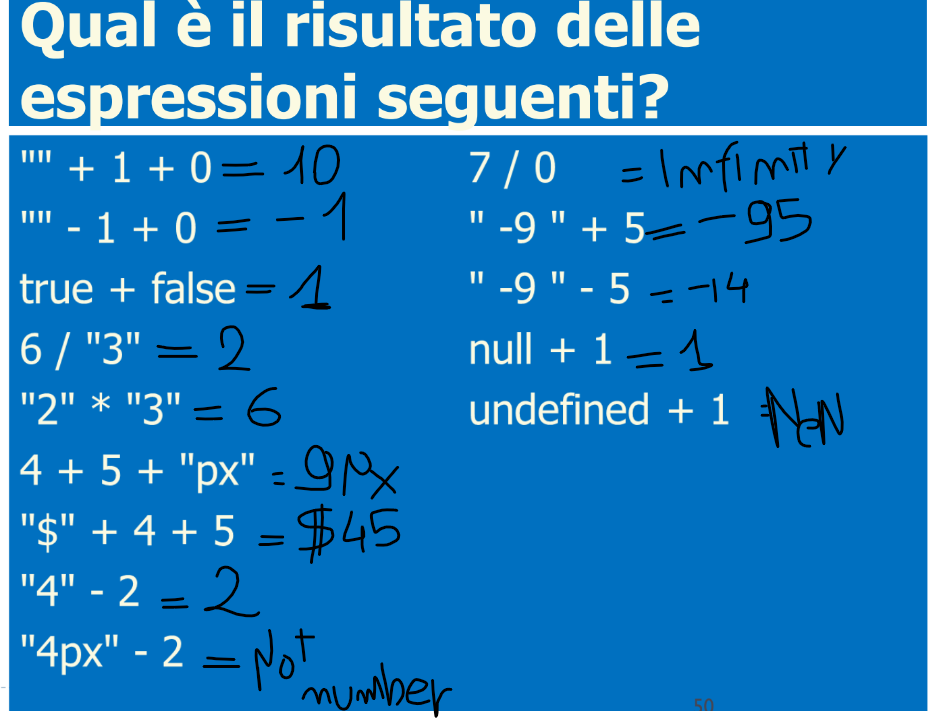 Qual è il risultato delle
espressioni seguenti?
"" + 1 + 0 = 10
"" - 1 + 0 = -1
true + false = 1
6 / "3" = 2
"2" * "3" = 6
4 + 5 + "px" = 9px
"$" + 4 + 5 = $45
"4" - 2 = 2
"4px" - 2 = Not
number
7 / 0 = Infinity
" -9 " + 5 = -95
" -9 " - 5 = -14
null + 1 = 1
undefined + 1 = NaN
50